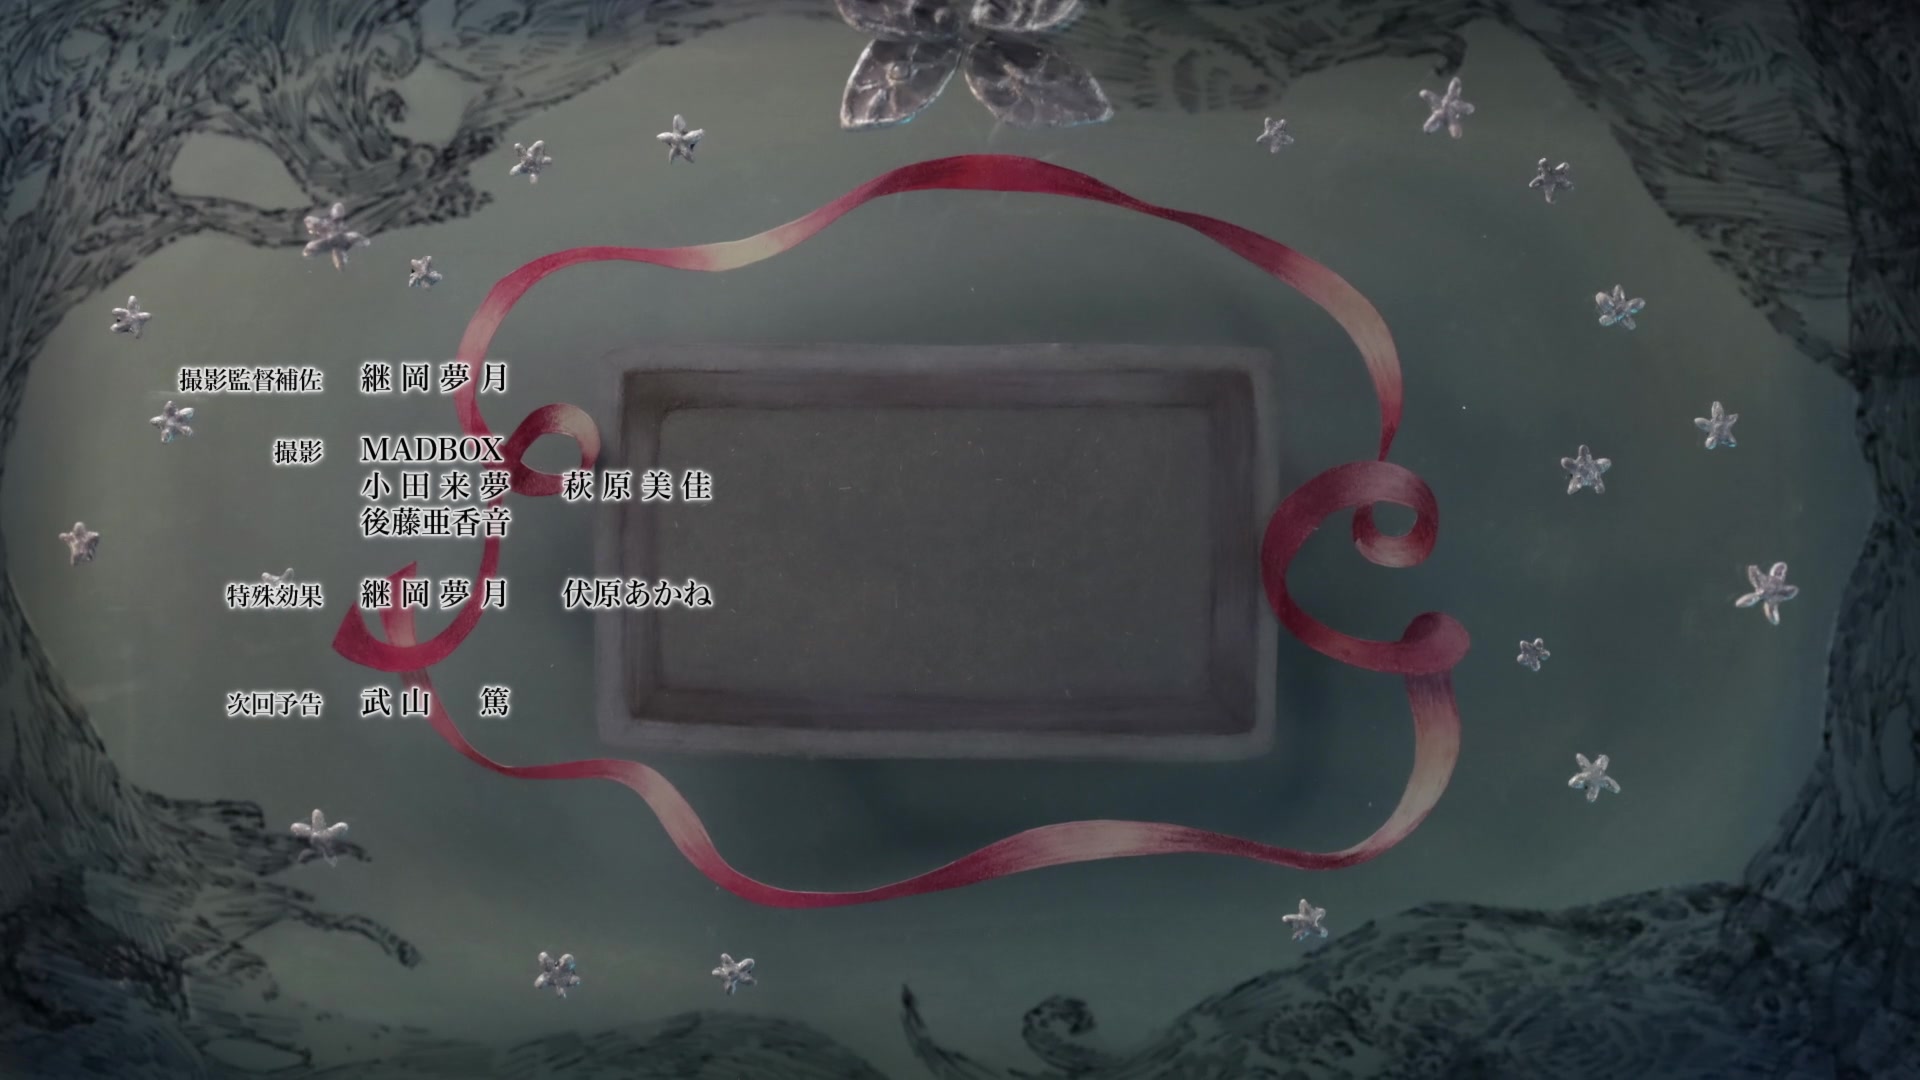 撮影監督補佐 継岡夢月
撮影 MADBOX
小田来夢 萩原美佳
後藤亜香音
特殊効果 継岡夢月 伏原あかね
次回予告 武山 篤